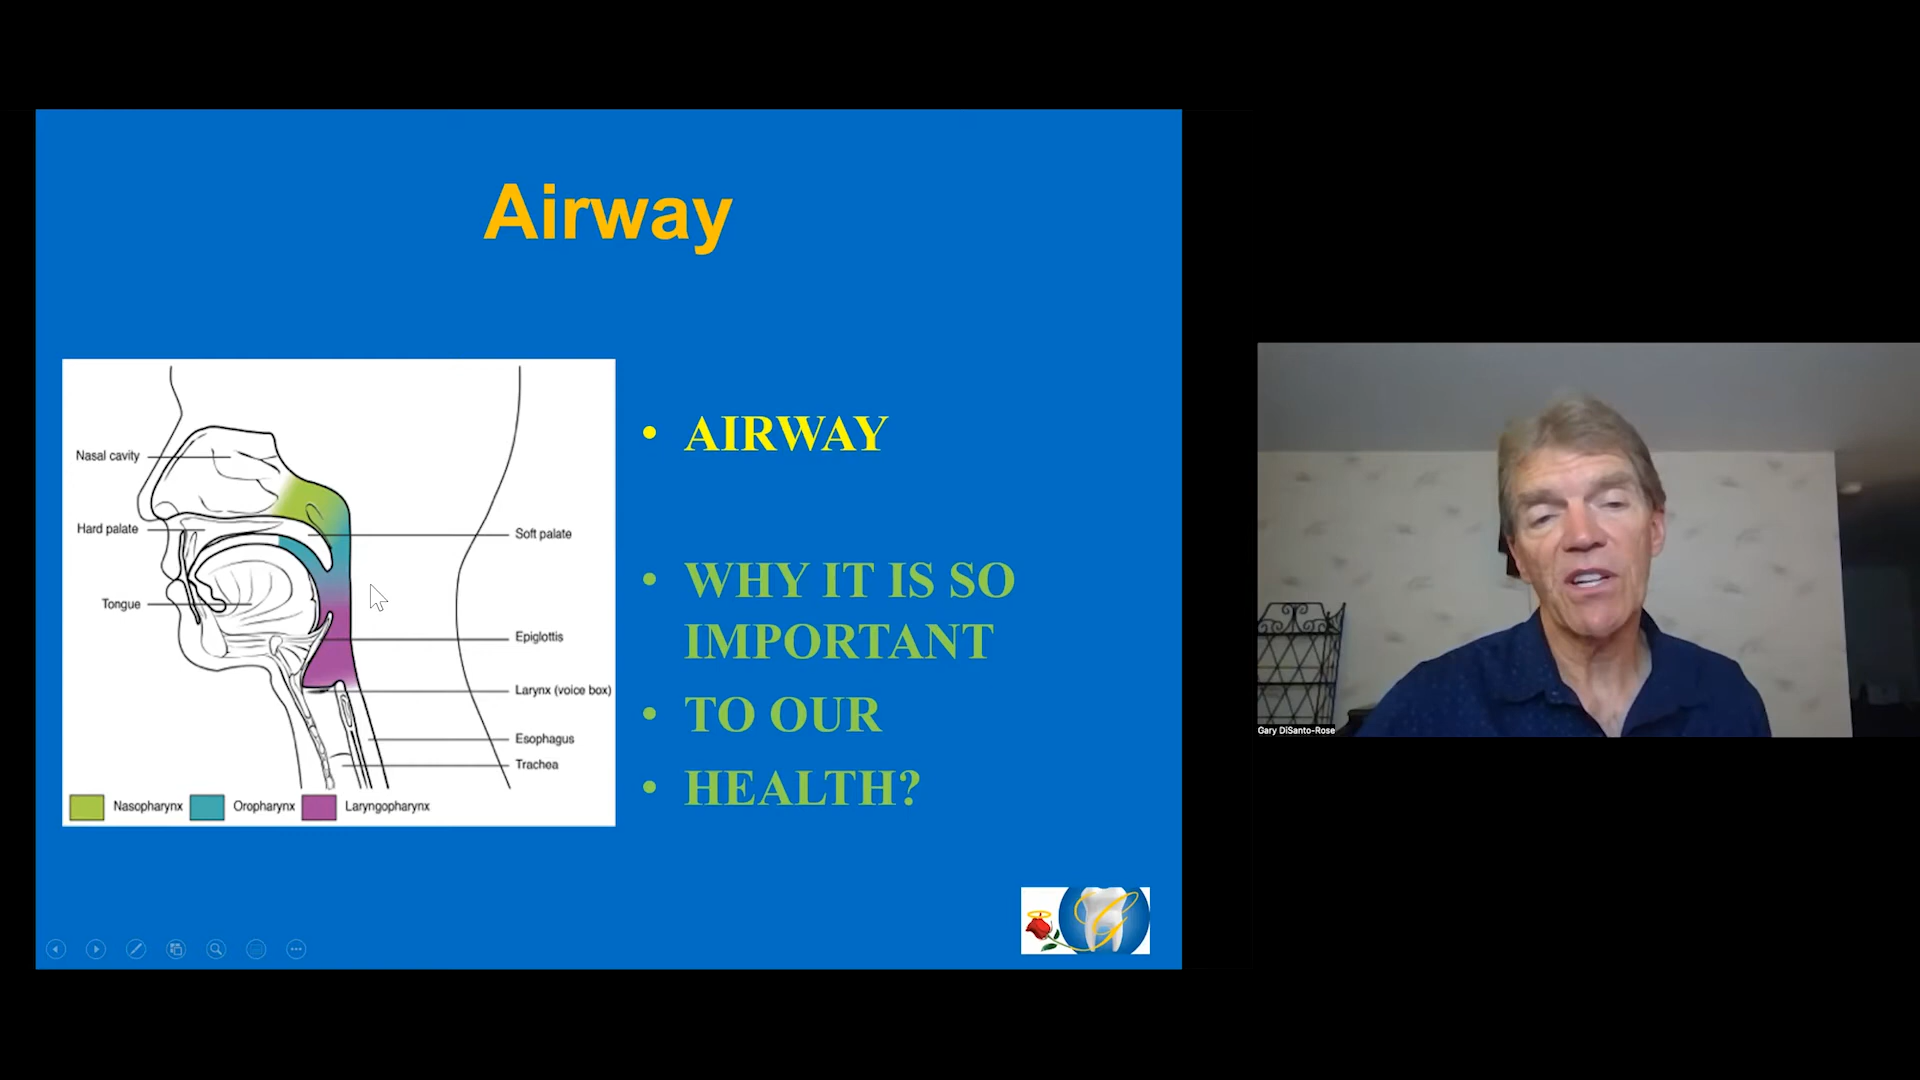 Airway
Nasal cavity
Hard palate
Tongue
Soft palate
Epiglottis
Larynx (voice box)
Esophagus
Trachea
Nasopharynx Oropharynx Laryngopharynx
• AIRWAY
• WHY IT IS SO
IMPORTANT
• TO OUR
• HEALTH?
G
Gary DiSanto-Rose